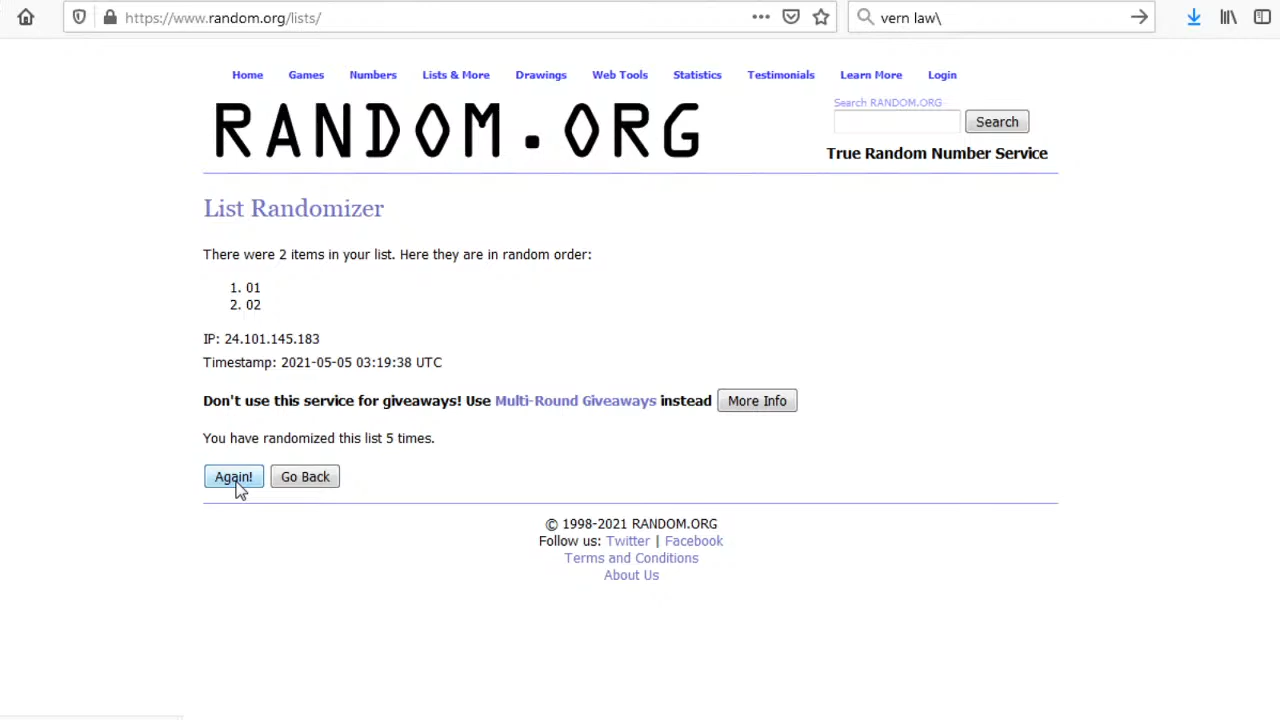 https://www.random.org/lists/ vern law\
Home Games Numbers Lists & More Drawings Web Tools Statistics Testimonials Learn More Login
RANDOM.ORG
Search RANDOM.ORG
Search
True Random Number Service
List Randomizer
There were 2 items in your list. Here they are in random order:
1. 01
2. 02
IP: 24.101.145.183
Timestamp: 2021-05-05 03:19:38 UTC
Don't use this service for giveaways! Use Multi-Round Giveaways instead More Info
You have randomized this list 5 times.
Again! Go Back
© 1998-2021 RANDOM.ORG
Follow us: Twitter | Facebook
Terms and Conditions
About Us